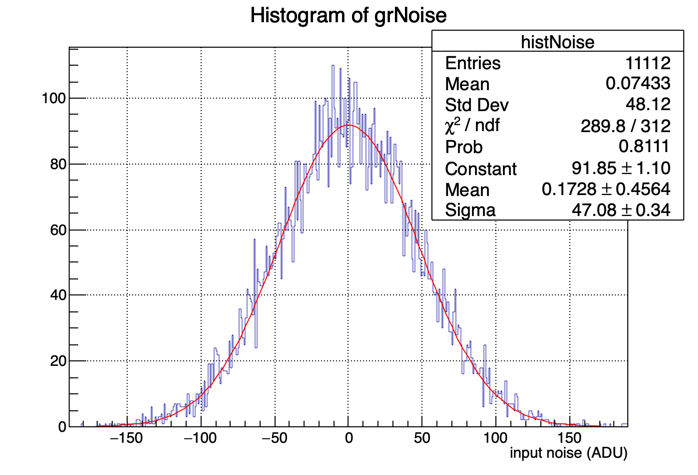 Histogram of grNoise
histNoise
Entries 11112
Mean 0.07433
Std Dev 48.12
χ² / ndf 289.8 / 312
Prob 0.8111
Constant 91.85 ± 1.10
Mean 0.1728 ± 0.4564
Sigma 47.08 ± 0.34
100
80
60
40
20
0
−150 −100 −50 0 50 100 150
input noise (ADU)